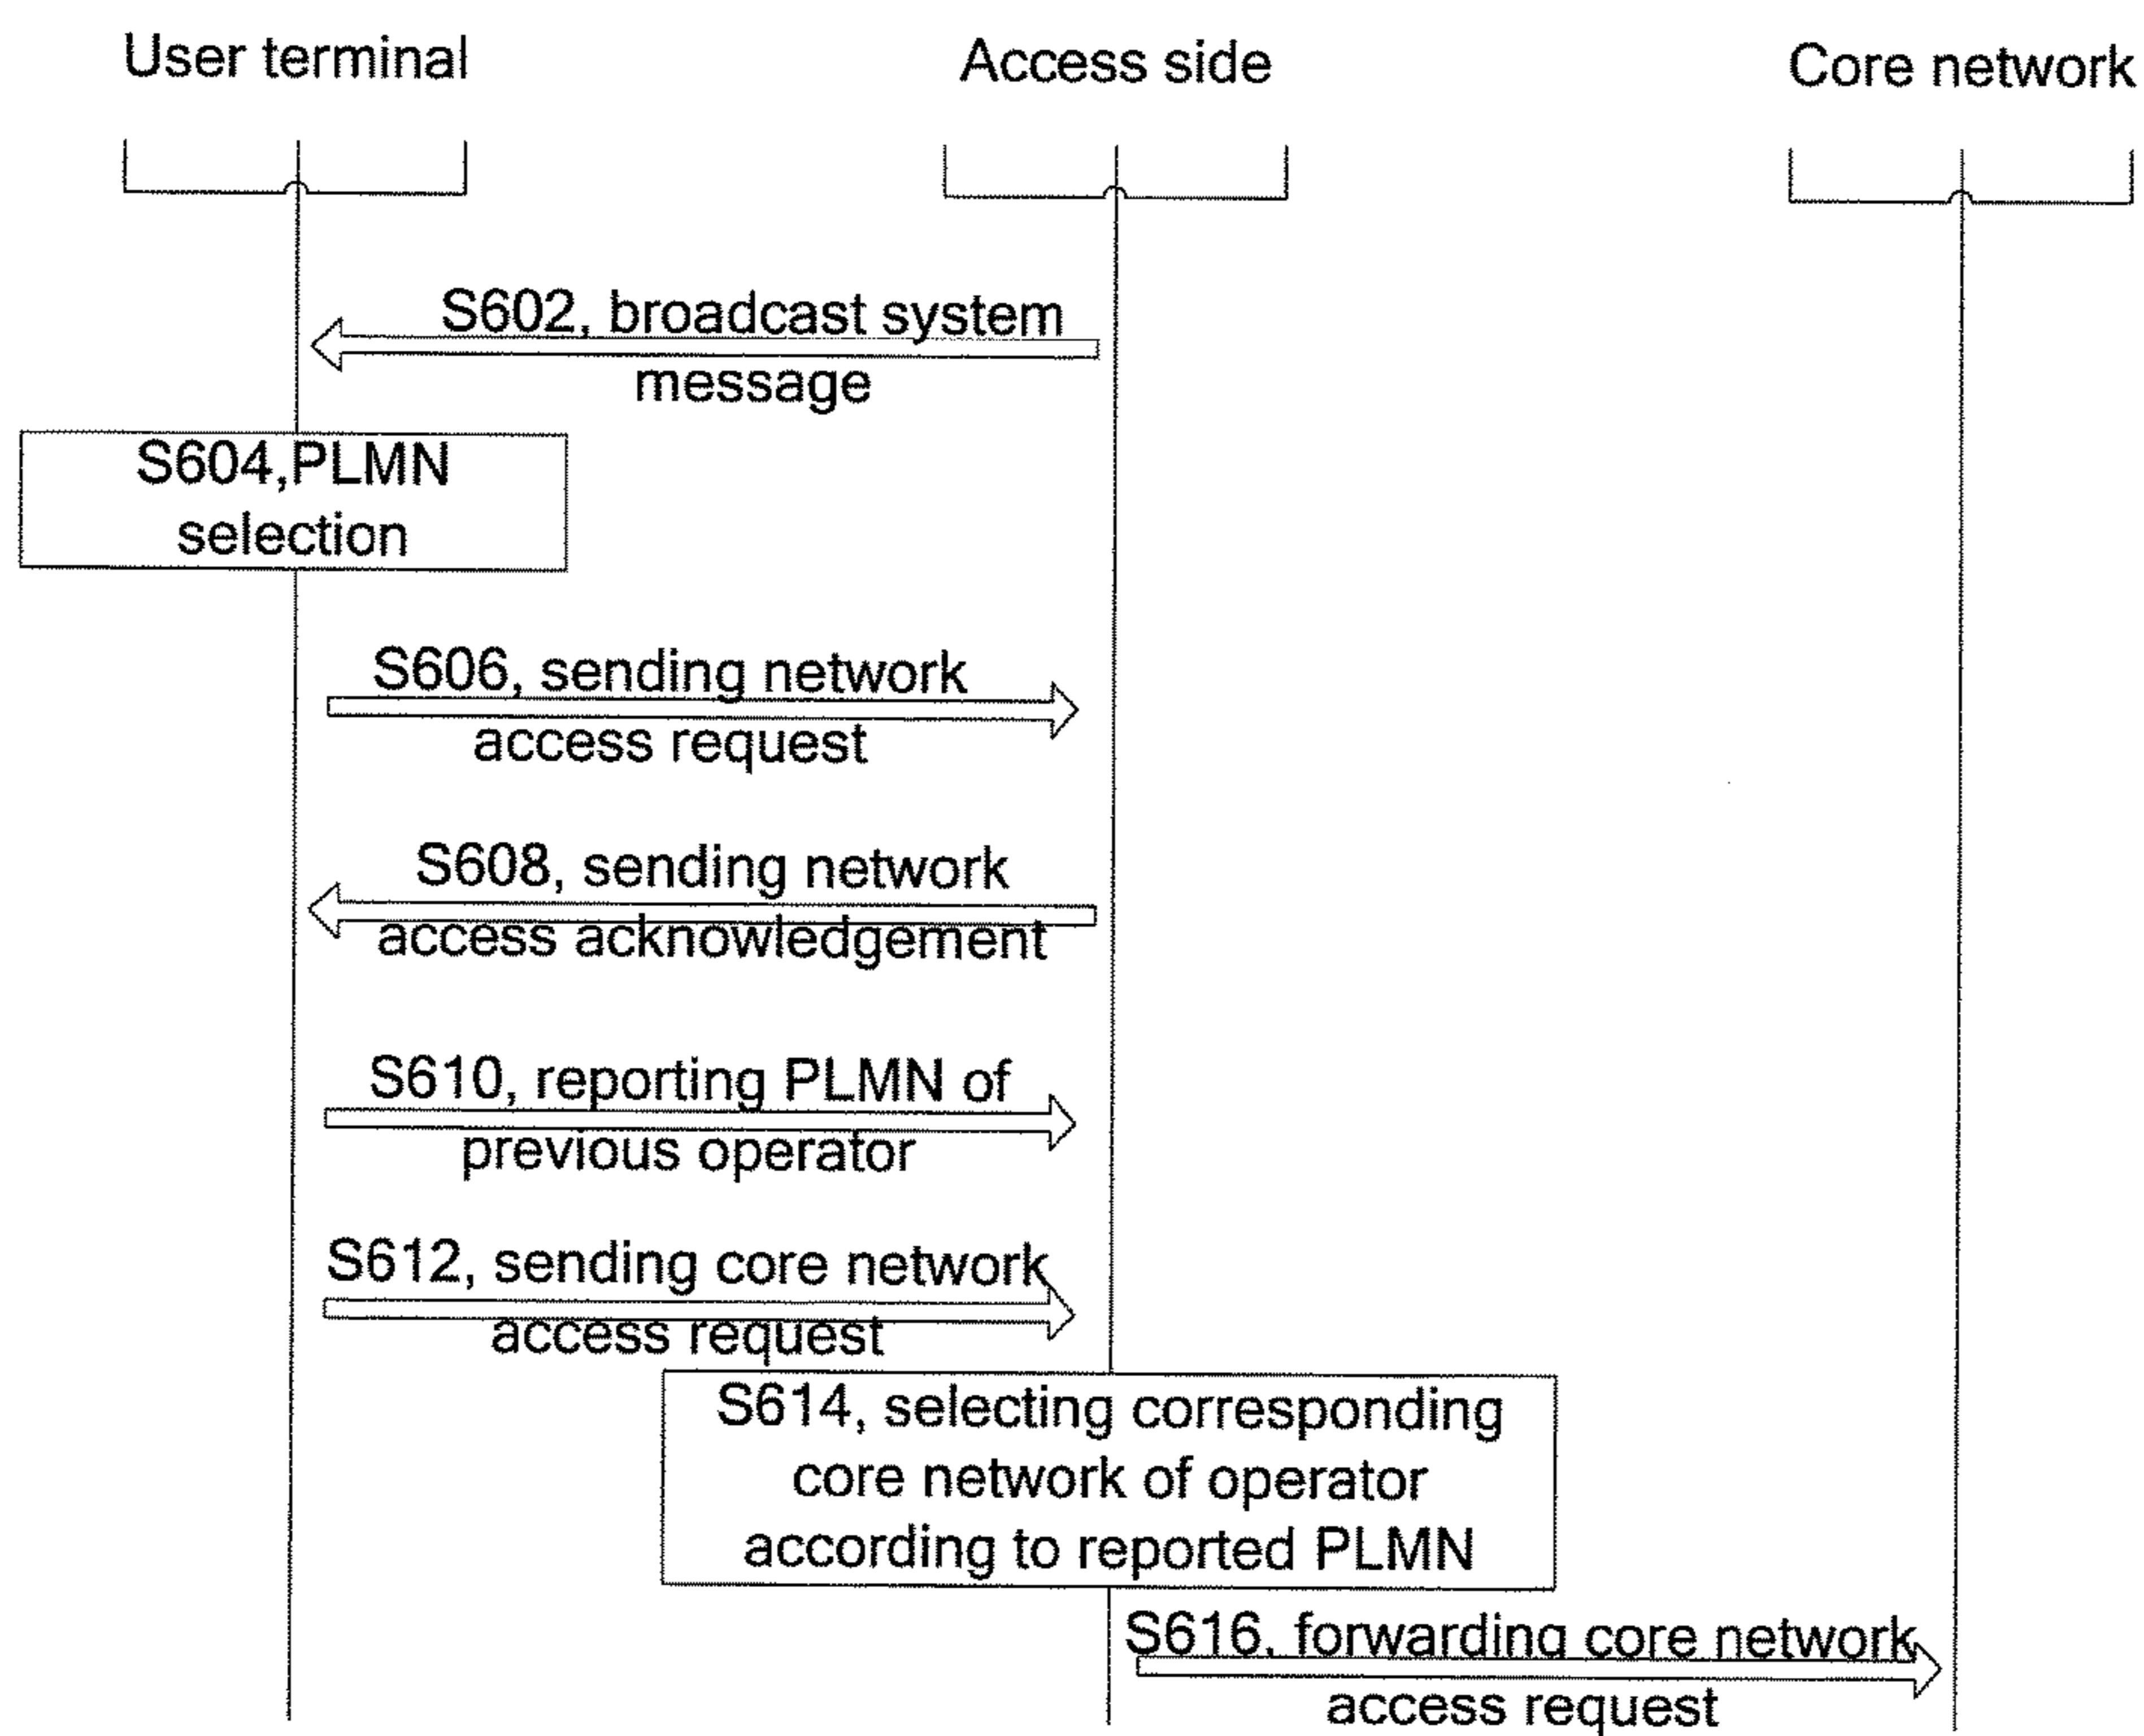 User terminal
Access side
Core network
S602, broadcast system
message
S604,PLMN
selection
S606, sending network
access request
S608, sending network
access acknowledgement
S610, reporting PLMN of
previous operator
S612, sending core network
access request
S614, selecting corresponding
core network of operator
according to reported PLMN
S616, forwarding core network
access request